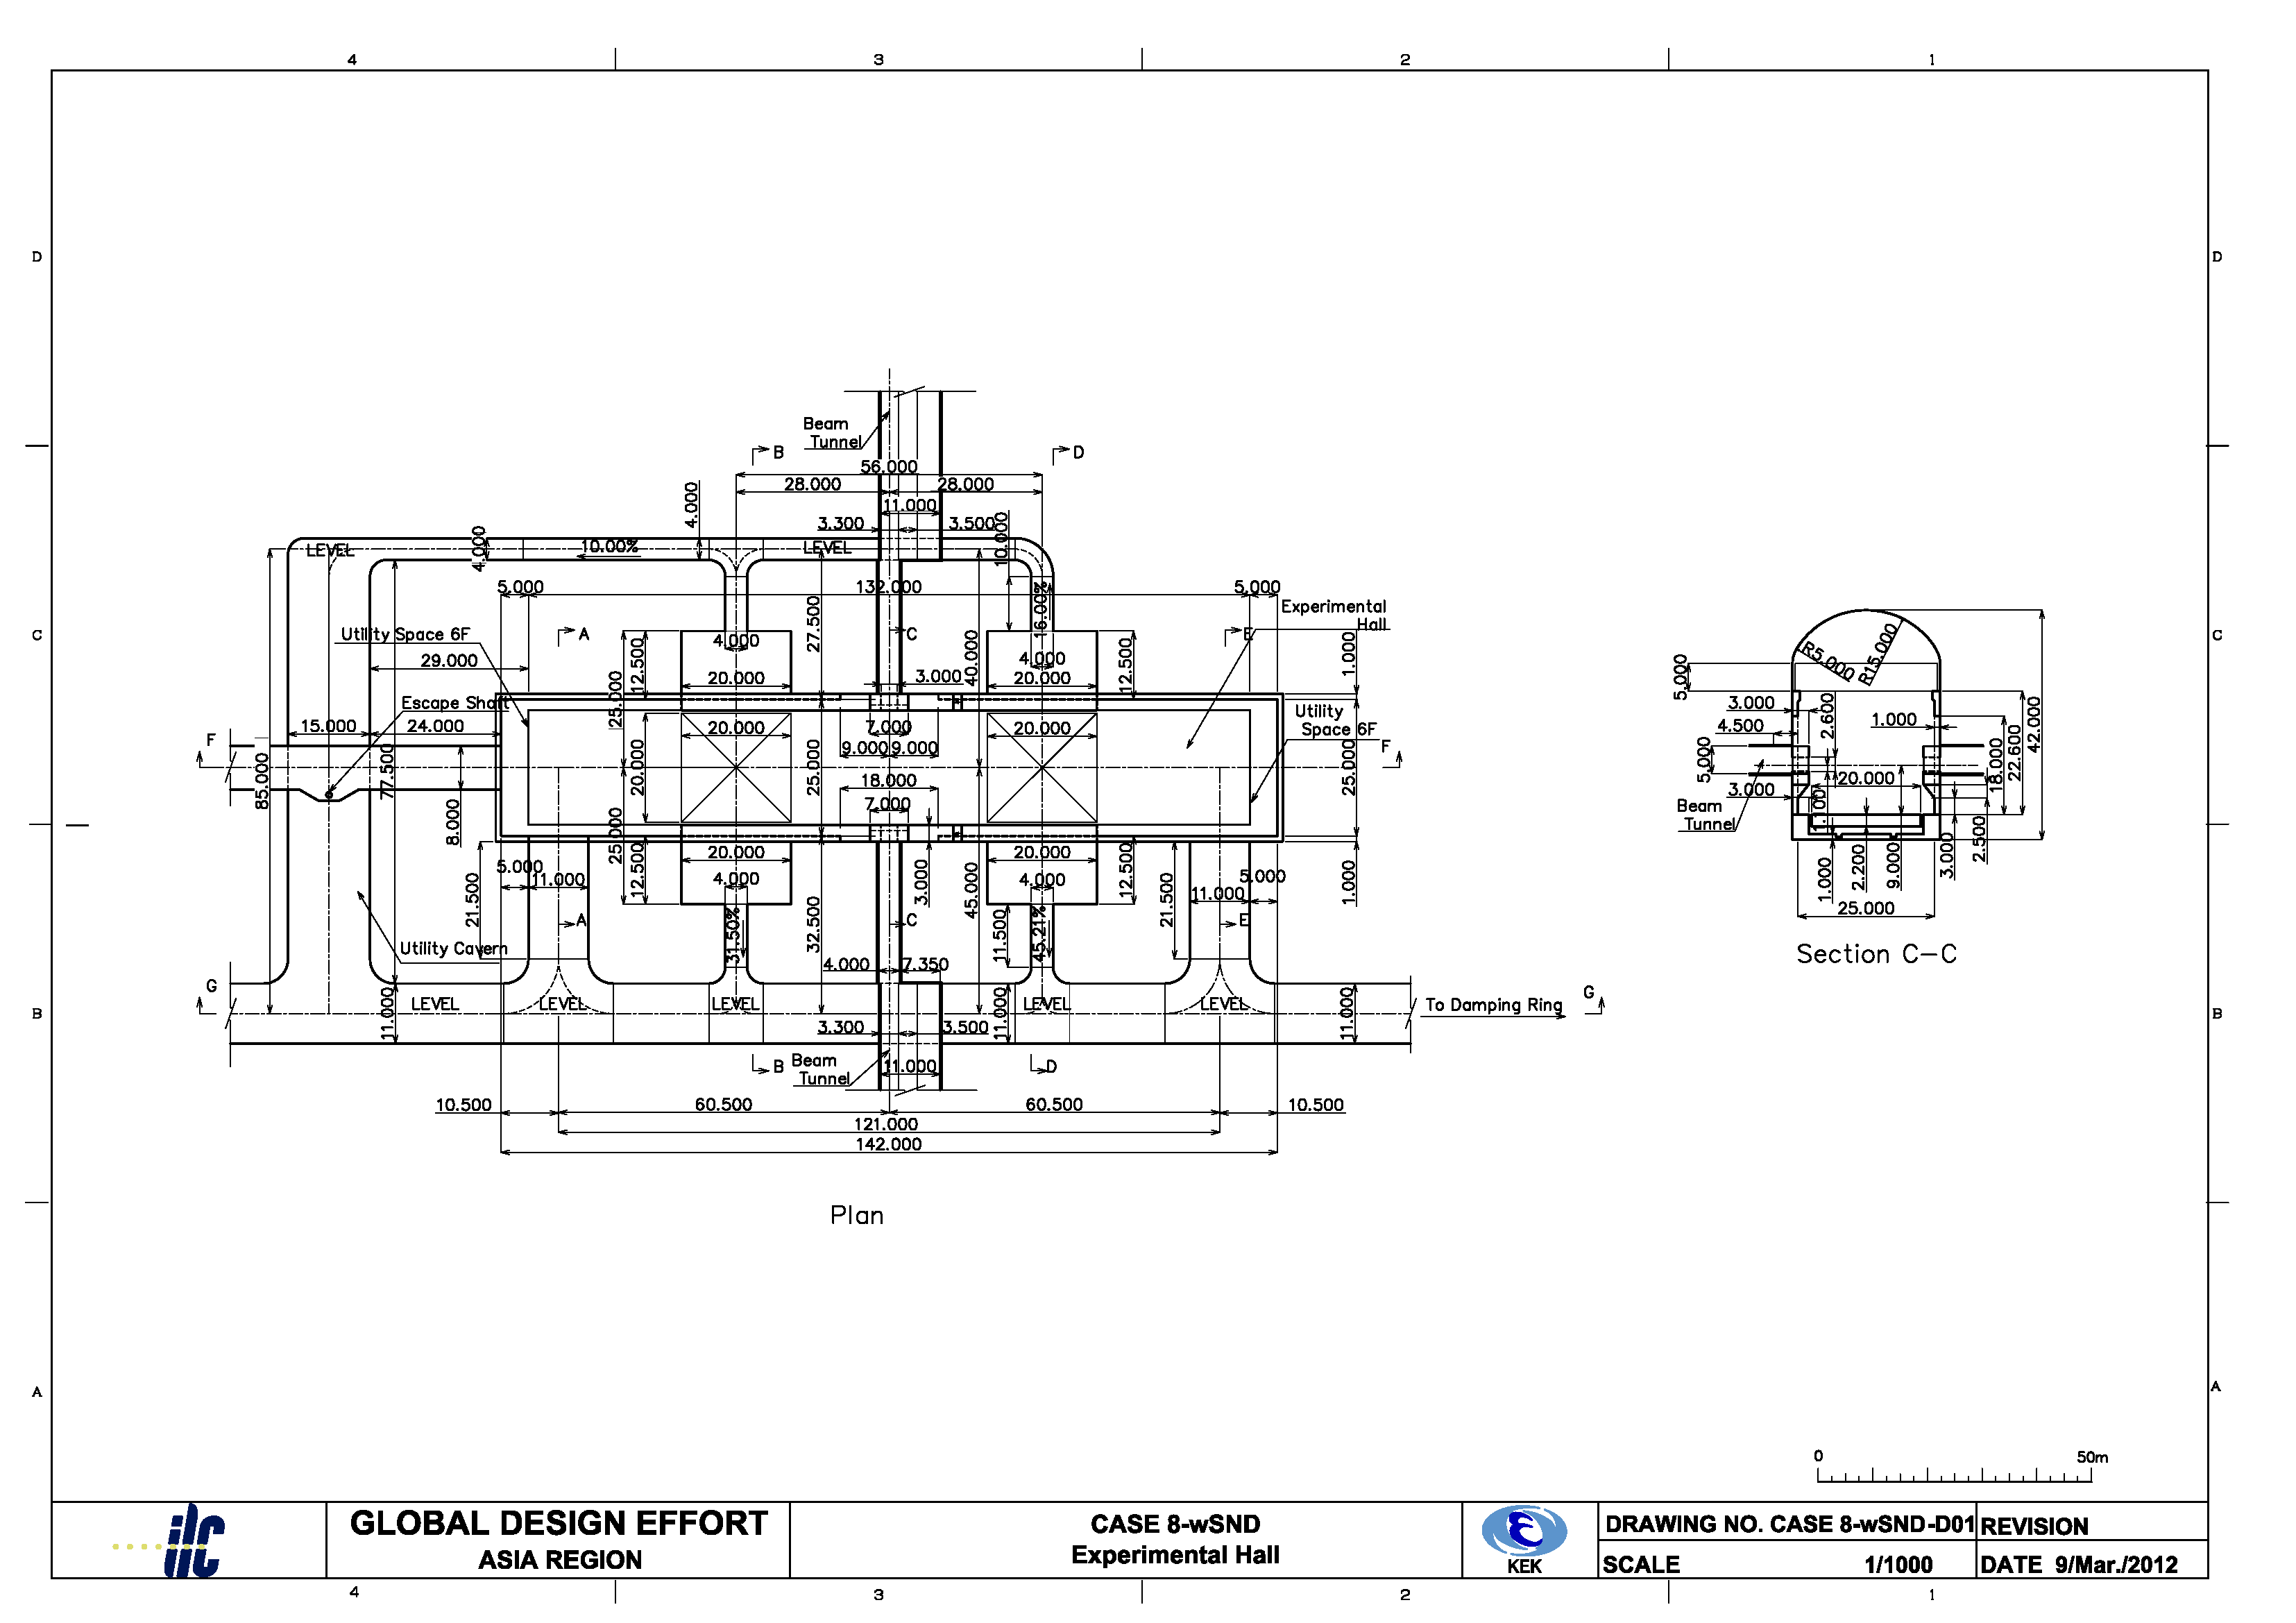 4 3 2 1
D D
Beam
Tunnel
B D
56.000
28.000 28.000
11.000
4.000
3.300 3.500
10.000
4.000
LEVEL 10.00% LEVEL
5.000 132.000 5.000
16.00%
Experimental
Hall
27.500
C C
Utility Space 6F A C E
4.000
12.500 40.000 12.500 1.000
4.000
29.000
20.000 3.000 20.000
25.000
Escape Shaft
Utility
Space 6F
15.000 24.000 20.000 7.000 20.000
F F
9.000 9.000
85.000 77.500 20.000 25.000 25.000
18.000
7.000
8.000 25.000
20.000 20.000
5.000 11.000 12.500 4.000 3.000 45.000 4.000 12.500 5.000 1.000
21.500 21.500 11.000
A C E
31.50% 32.500 11.500 45.21%
Utility Cavern
4.000 7.350
G G
LEVEL LEVEL LEVEL LEVEL LEVEL
11.000 11.000 11.000
To Damping Ring
3.300 3.500
B Beam
Tunnel
11.000 D
10.500 60.500 60.500 10.500
121.000
142.000
Plan
R5.000 R15.000
5.000
3.000 2.600 1.000
4.500
42.000
22.600
18.000
5.000
20.000
3.000
Beam
Tunnel
2.500
1.000 2.200 9.000 3.000
25.000
Section C-C
B B
A A
0 50m
ilc
GLOBAL DESIGN EFFORT
ASIA REGION
CASE 8-wSND
Experimental Hall
KEK
DRAWING NO. CASE 8-wSND-D01 REVISION
SCALE 1/1000 DATE 9/Mar./2012
4 3 2 1